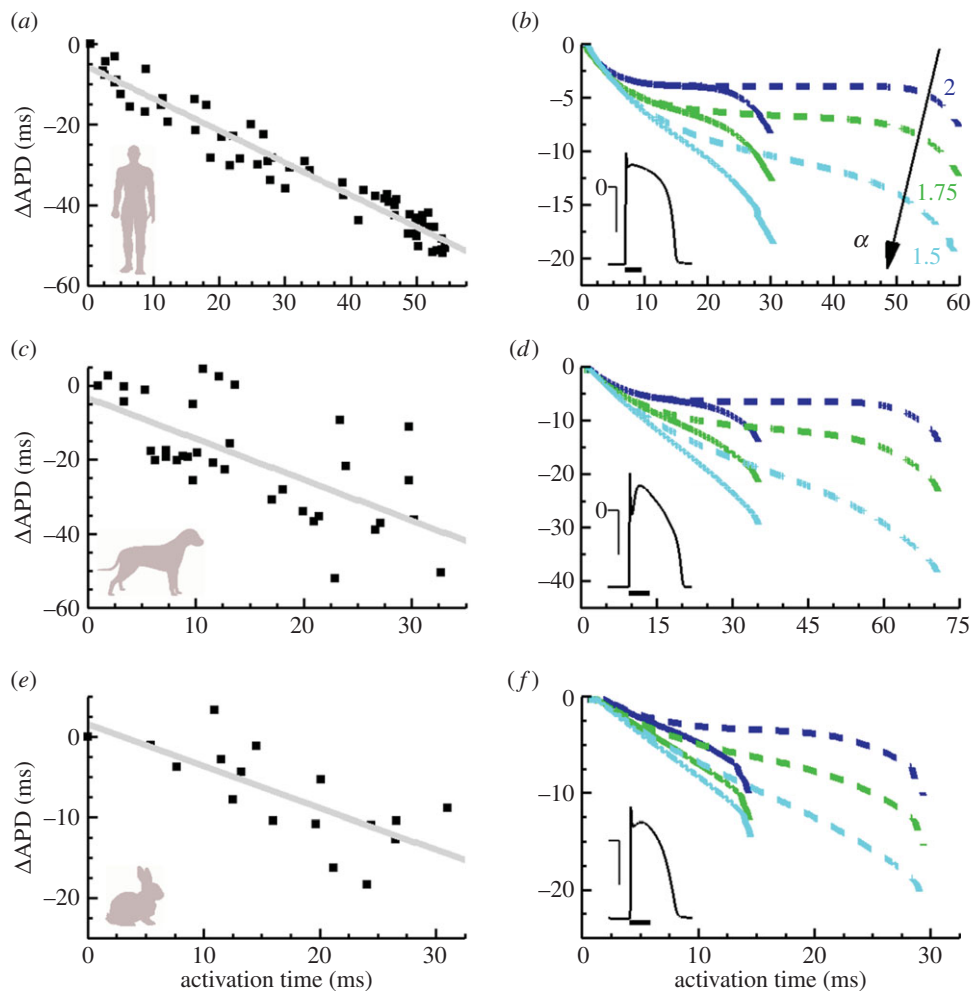 (a)
0
–20
–40
–60
ΔAPD (ms)
0 10 20 30 40 50
(b)
0
–5
–10
–15
–20
0
2
1.75
1.5
α
0 10 20 30 40 50 60
(c)
0
–20
–40
–60
ΔAPD (ms)
0 10 20 30
(d)
0
–10
–20
–30
–40
0
0 15 30 45 60 75
(e)
0
–10
–20
ΔAPD (ms)
0 10 20 30
activation time (ms)
(f)
0
–5
–10
–15
–20
0 10 20 30
activation time (ms)